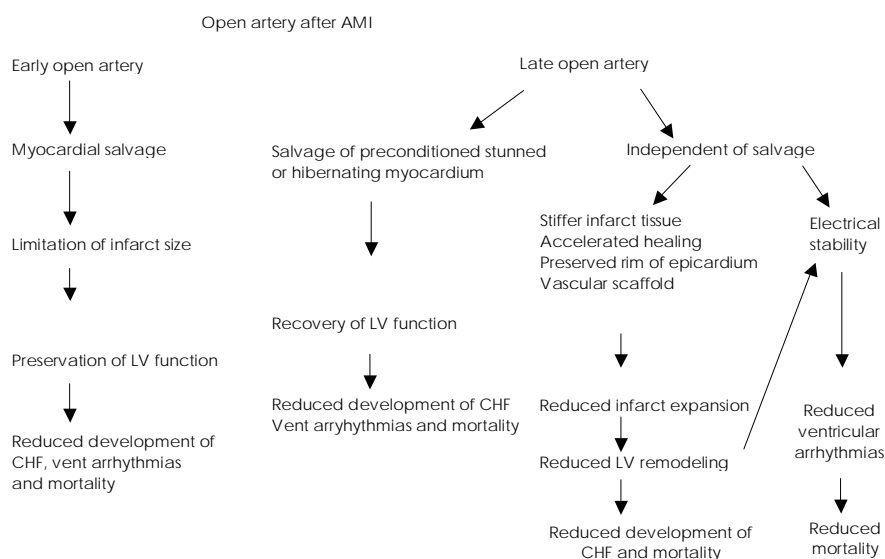 Open artery after AMI
Early open artery
Late open artery
Myocardial salvage
Salvage of preconditioned stunned
or hibernating myocardium
Independent of salvage
Limitation of infarct size
Stiffer infarct tissue
Accelerated healing
Preserved rim of epicardium
Vascular scaffold
Electrical
stability
Preservation of LV function
Recovery of LV function
Reduced development of
CHF, vent arrhythmias
and mortality
Reduced development of CHF
Vent arryhythmias and mortality
Reduced infarct expansion
Reduced LV remodeling
Reduced development of
CHF and mortality
Reduced
ventricular
arrhythmias
Reduced
mortality